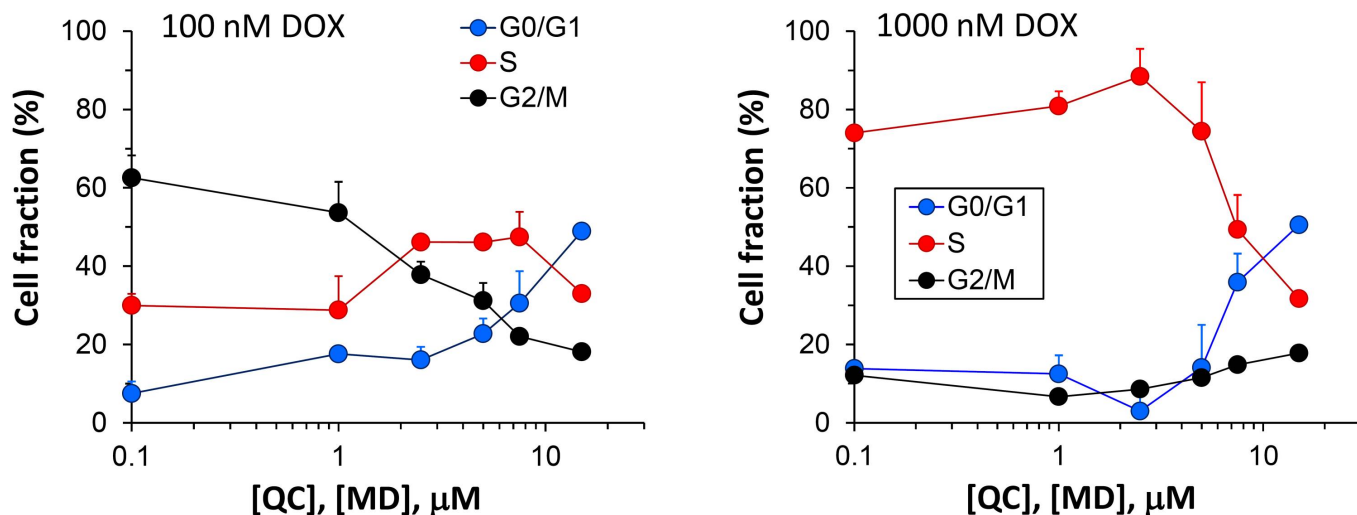 100 nM DOX
G0/G1
S
G2/M
Cell fraction (%)
100
80
60
40
20
0
0.1
1
10
[QC], [MD], μM
1000 nM DOX
G0/G1
S
G2/M
Cell fraction (%)
100
80
60
40
20
0
0.1
1
10
[QC], [MD], μM